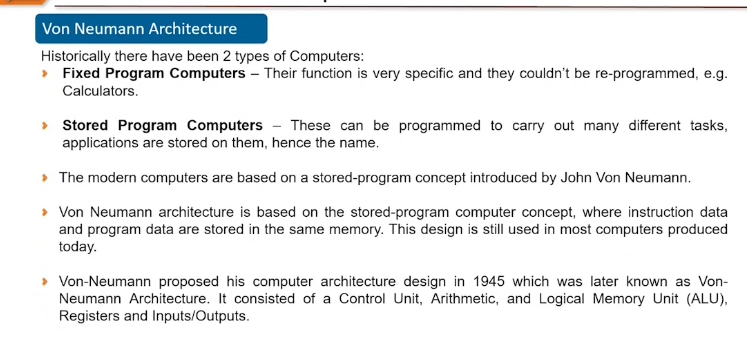 Von Neumann Architecture
Historically there have been 2 types of Computers:
Fixed Program Computers – Their function is very specific and they couldn't be re-programmed, e.g.
Calculators.
Stored Program Computers – These can be programmed to carry out many different tasks,
applications are stored on them, hence the name.
The modern computers are based on a stored-program concept introduced by John Von Neumann.
Von Neumann architecture is based on the stored-program computer concept, where instruction data
and program data are stored in the same memory. This design is still used in most computers produced
today.
Von-Neumann proposed his computer architecture design in 1945 which was later known as Von-
Neumann Architecture. It consisted of a Control Unit, Arithmetic, and Logical Memory Unit (ALU),
Registers and Inputs/Outputs.